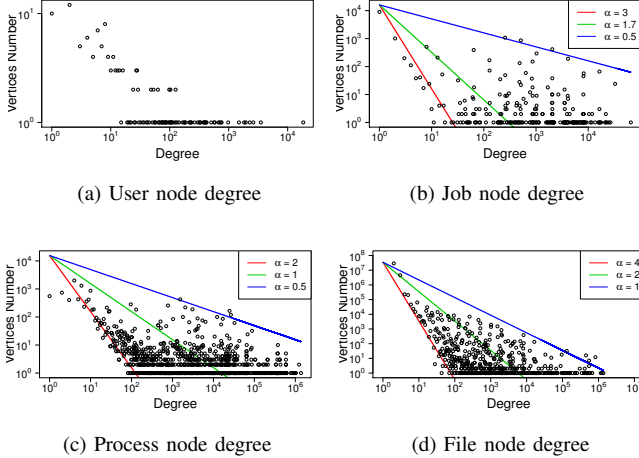 Vertices Number
10¹
10⁰
10⁰ 10¹ 10² 10³ 10⁴
Degree
(a) User node degree
Vertices Number
10⁴
10³
10²
10¹
10⁰
α = 3
α = 1.7
α = 0.5
10⁰ 10² 10³ 10⁴
Degree
(b) Job node degree
Vertices Number
10⁴
10³
10²
10¹
10⁰
α = 2
α = 1
α = 0.5
10⁰ 10¹ 10² 10³ 10⁴ 10⁵ 10⁶
Degree
(c) Process node degree
Vertices Number
10⁸
10⁷
10⁶
10⁵
10⁴
10³
10²
10¹
10⁰
α = 4
α = 2
α = 1
10⁰ 10¹ 10² 10³ 10⁴ 10⁵ 10⁶ 10⁷
Degree
(d) File node degree